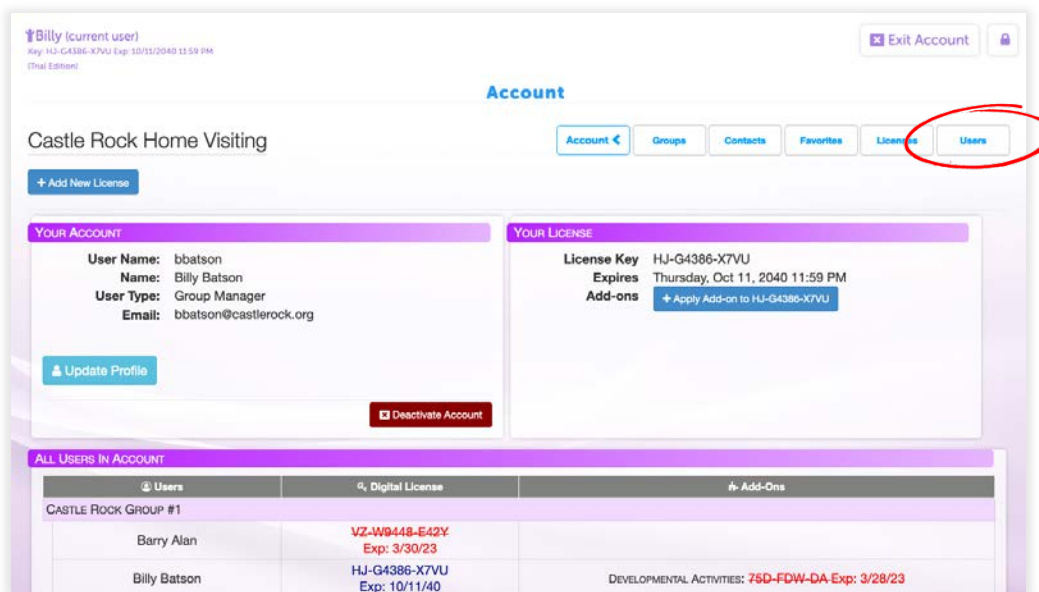 Billy (current user)
Key: HJ-G4386-X7VU Exp: 10/11/2040 11:59 PM
(Trial Edition)
Exit Account
Account
Castle Rock Home Visiting
Account
Groups
Contacts
Favorites
Licenses
Users
+ Add New License
YOUR ACCOUNT
User Name: bbatson
Name: Billy Batson
User Type: Group Manager
Email: bbatson@castlerock.org
Update Profile
Deactivate Account
YOUR LICENSE
License Key HJ-G4386-X7VU
Expires Thursday, Oct 11, 2040 11:59 PM
Add-ons + Apply Add-on to HJ-G4386-X7VU
ALL USERS IN ACCOUNT
Users Digital License Add-Ons
CASTLE ROCK GROUP #1
Barry Alan VZ-W9448-E42Y
Exp: 3/30/23
Billy Batson HJ-G4386-X7VU
Exp: 10/11/40
DEVELOPMENTAL ACTIVITIES: 75D-FDW-DA Exp: 3/28/23